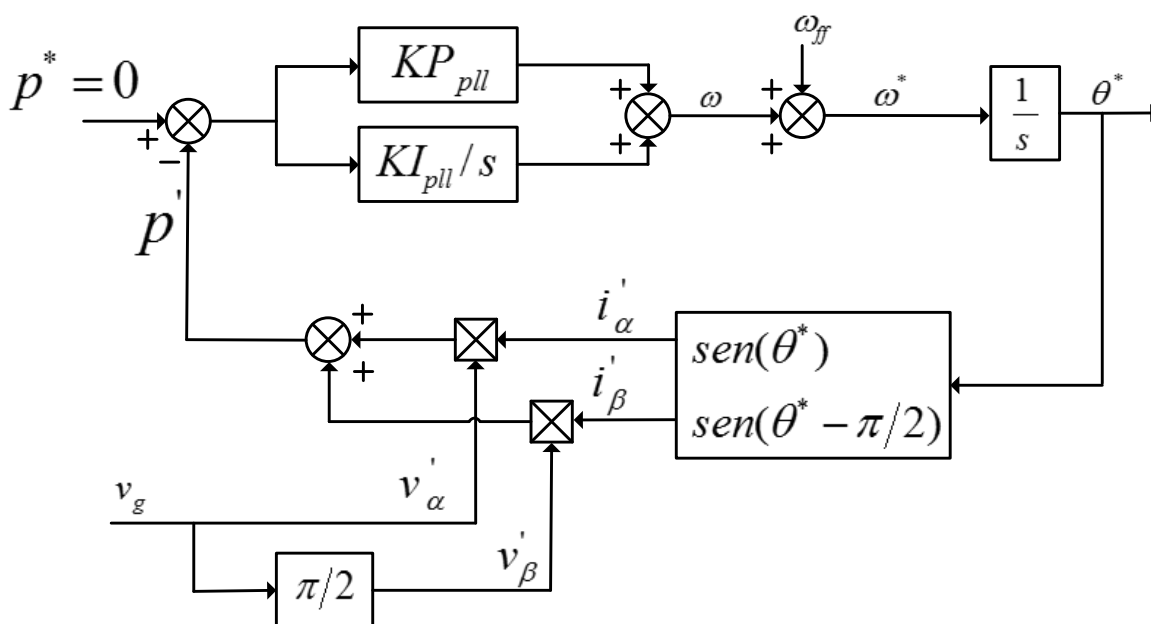 ω_ff
p* = 0
KP_pll
KI_pll/s
+
+
+
+
+
−
ω
ω*
1/s
θ*
p'
i'_α
sen(θ*)
i'_β
sen(θ* − π/2)
+
+
v_g
v'_α
v'_β
π/2